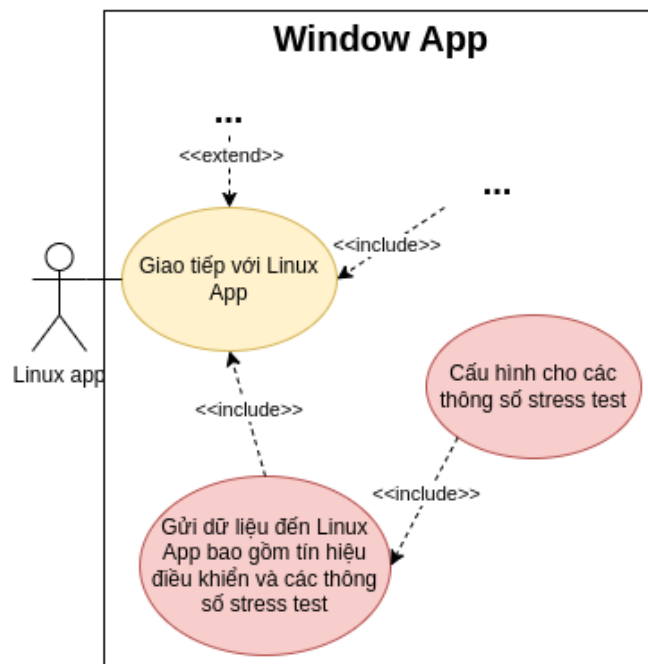 Window App
...
<<extend>>
...
<<include>>
Giao tiếp với Linux
App
Linux app
Cấu hình cho các
thông số stress test
<<include>>
<<include>>
Gửi dữ liệu đến Linux
App bao gồm tín hiệu
điều khiển và các thông
số stress test